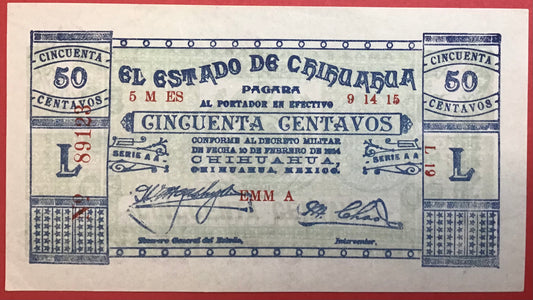 CINCUENTA
50
CENTAVOS
EL ESTADO DE CHIHUAHUA
PAGARA
5 M ES
9 14 15
AL PORTADOR EN EFECTIVO
CINCUENTA CENTAVOS
CONFORME AL DECRETO MILITAR
DE FECHA 10 DE FEBRERO DE 1914
CHIHUAHUA,
CHIHUAHUA, MEXICO.
SERIE A A
SERIE A A
EMM A
Tesorero General del Estado,
Interventor.
L
No 89123
CINCUENTA
50
CENTAVOS
L 19
L